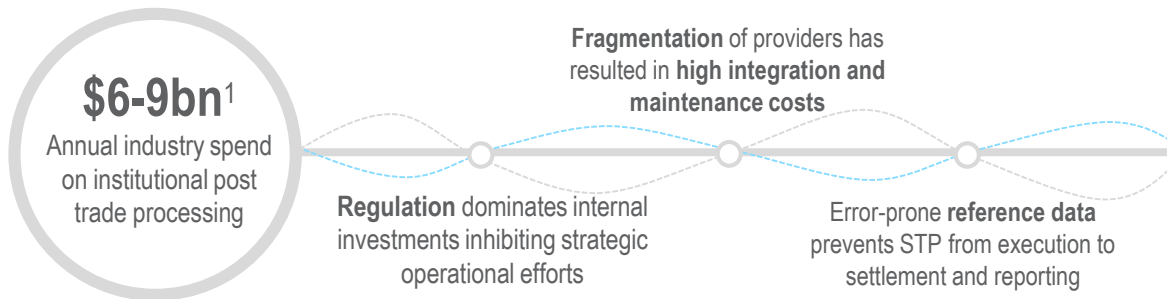 $6-9bn1
Annual industry spend
on institutional post
trade processing
Regulation dominates internal
investments inhibiting strategic
operational efforts
Fragmentation of providers has
resulted in high integration and
maintenance costs
Error-prone reference data
prevents STP from execution to
settlement and reporting